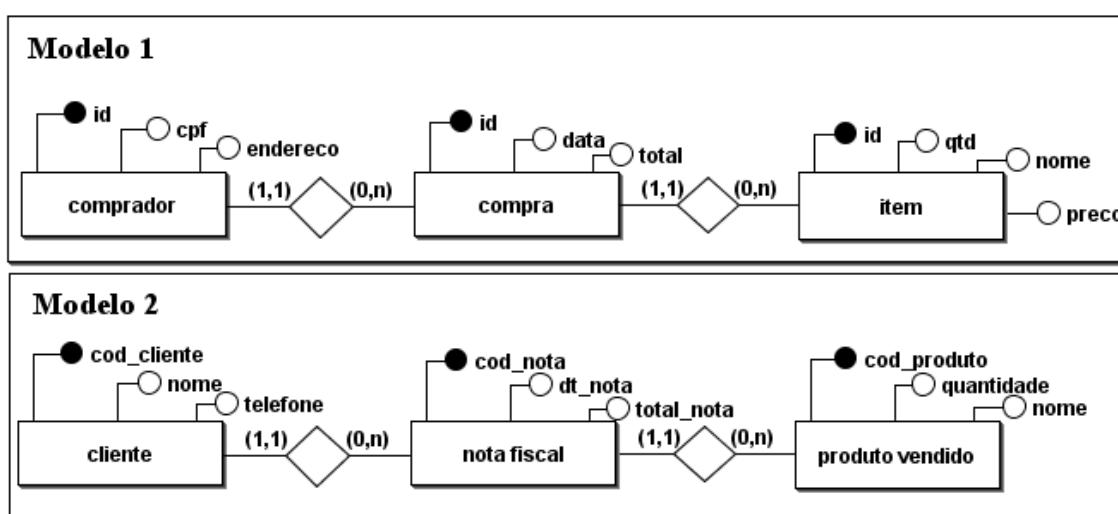 Modelo 1
id
cpf
endereco
id
data
total
id
qtd
nome
preco
comprador
(1,1)
(0,n)
compra
(1,1)
(0,n)
item
Modelo 2
cod_cliente
nome
telefone
cod_nota
dt_nota
total_nota
cod_produto
quantidade
nome
cliente
(1,1)
(0,n)
nota fiscal
(1,1)
(0,n)
produto vendido